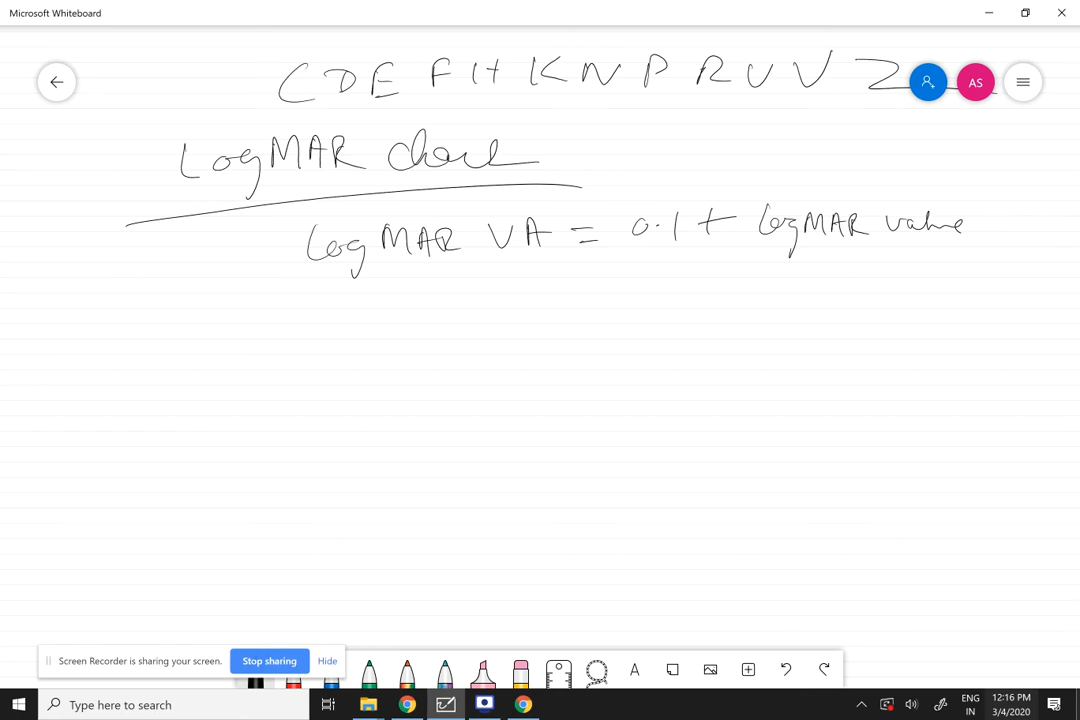 Microsoft Whiteboard
C D E F H K N P R U V Z
AS
LogMAR chart
LogMAR VA = 0.1 + LogMAR value
Screen Recorder is sharing your screen.
Stop sharing
Hide
A
Type here to search
ENG
IN
12:16 PM
3/4/2020